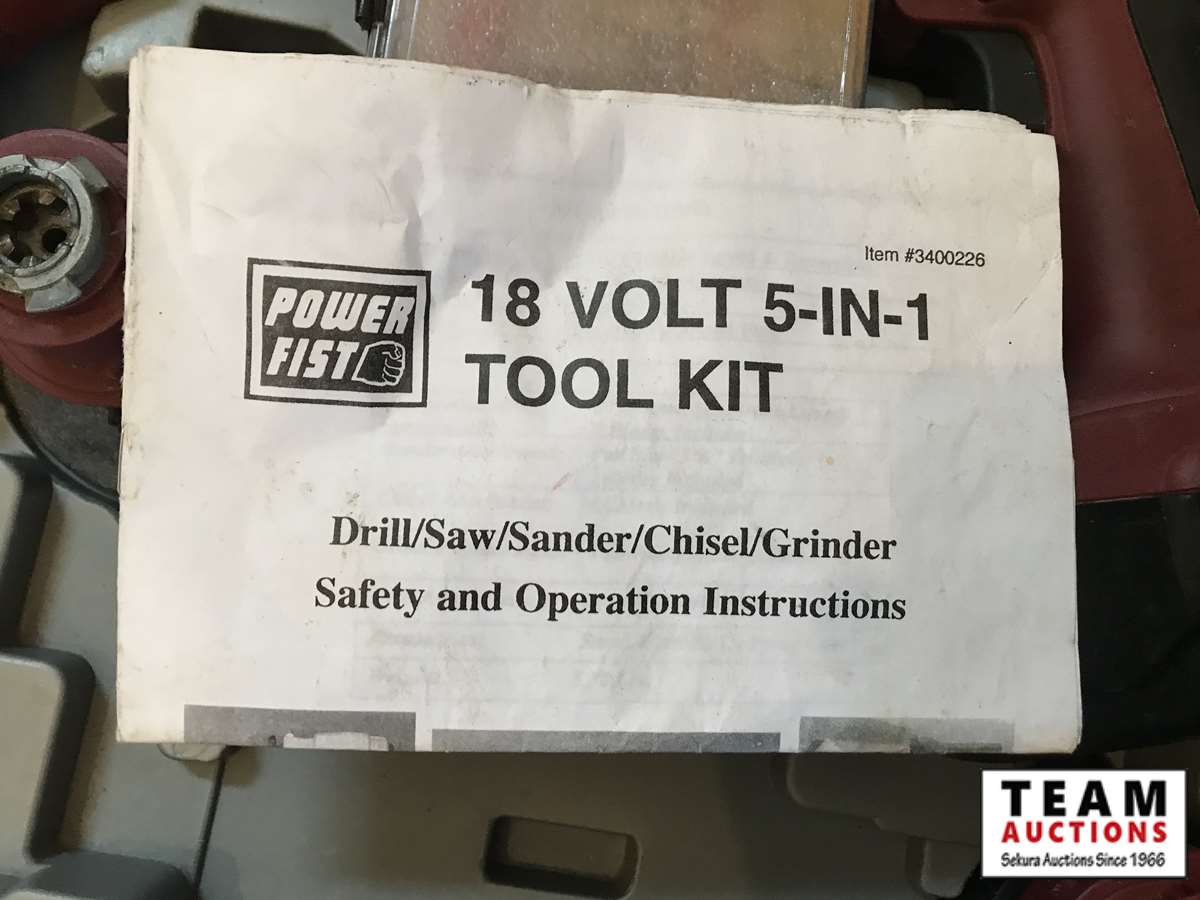 Item #3400226
POWER
FIST
18 VOLT 5-IN-1
TOOL KIT
Drill/Saw/Sander/Chisel/Grinder
Safety and Operation Instructions
TEAM
AUCTIONS
Sekura Auctions Since 1966